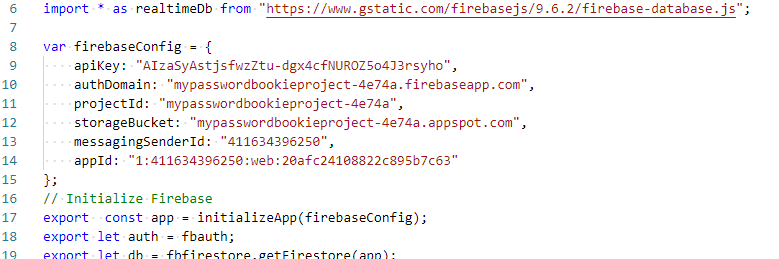 6 import * as realtimeDb from "https://www.gstatic.com/firebasejs/9.6.2/firebase-database.js";
7
8 var firebaseConfig = {
9 apiKey: "AIzaSyAstjsfwzZtu-dgx4cfNUROZ5o4J3rsyho",
10 authDomain: "mypasswordbookieproject-4e74a.firebaseapp.com",
11 projectId: "mypasswordbookieproject-4e74a",
12 storageBucket: "mypasswordbookieproject-4e74a.appspot.com",
13 messagingSenderId: "411634396250",
14 appId: "1:411634396250:web:20afc24108822c895b7c63"
15 };
16 // Initialize Firebase
17 export const app = initializeApp(firebaseConfig);
18 export let auth = fbauth;
19 export let db = fbfirestore.getFirestore(app);